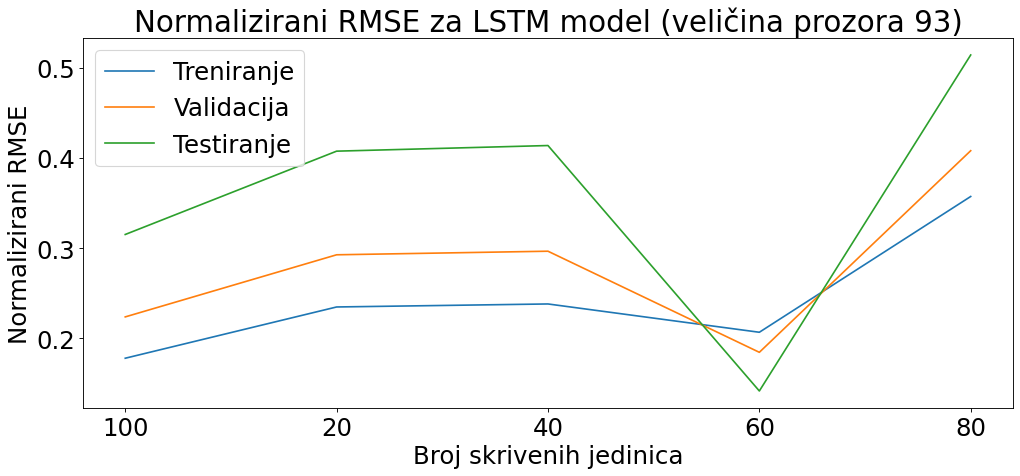 Normalizirani RMSE za LSTM model (veličina prozora 93)
Treniranje
Validacija
Testiranje
Normalizirani RMSE
0.5
0.4
0.3
0.2
100 20 40 60 80
Broj skrivenih jedinica